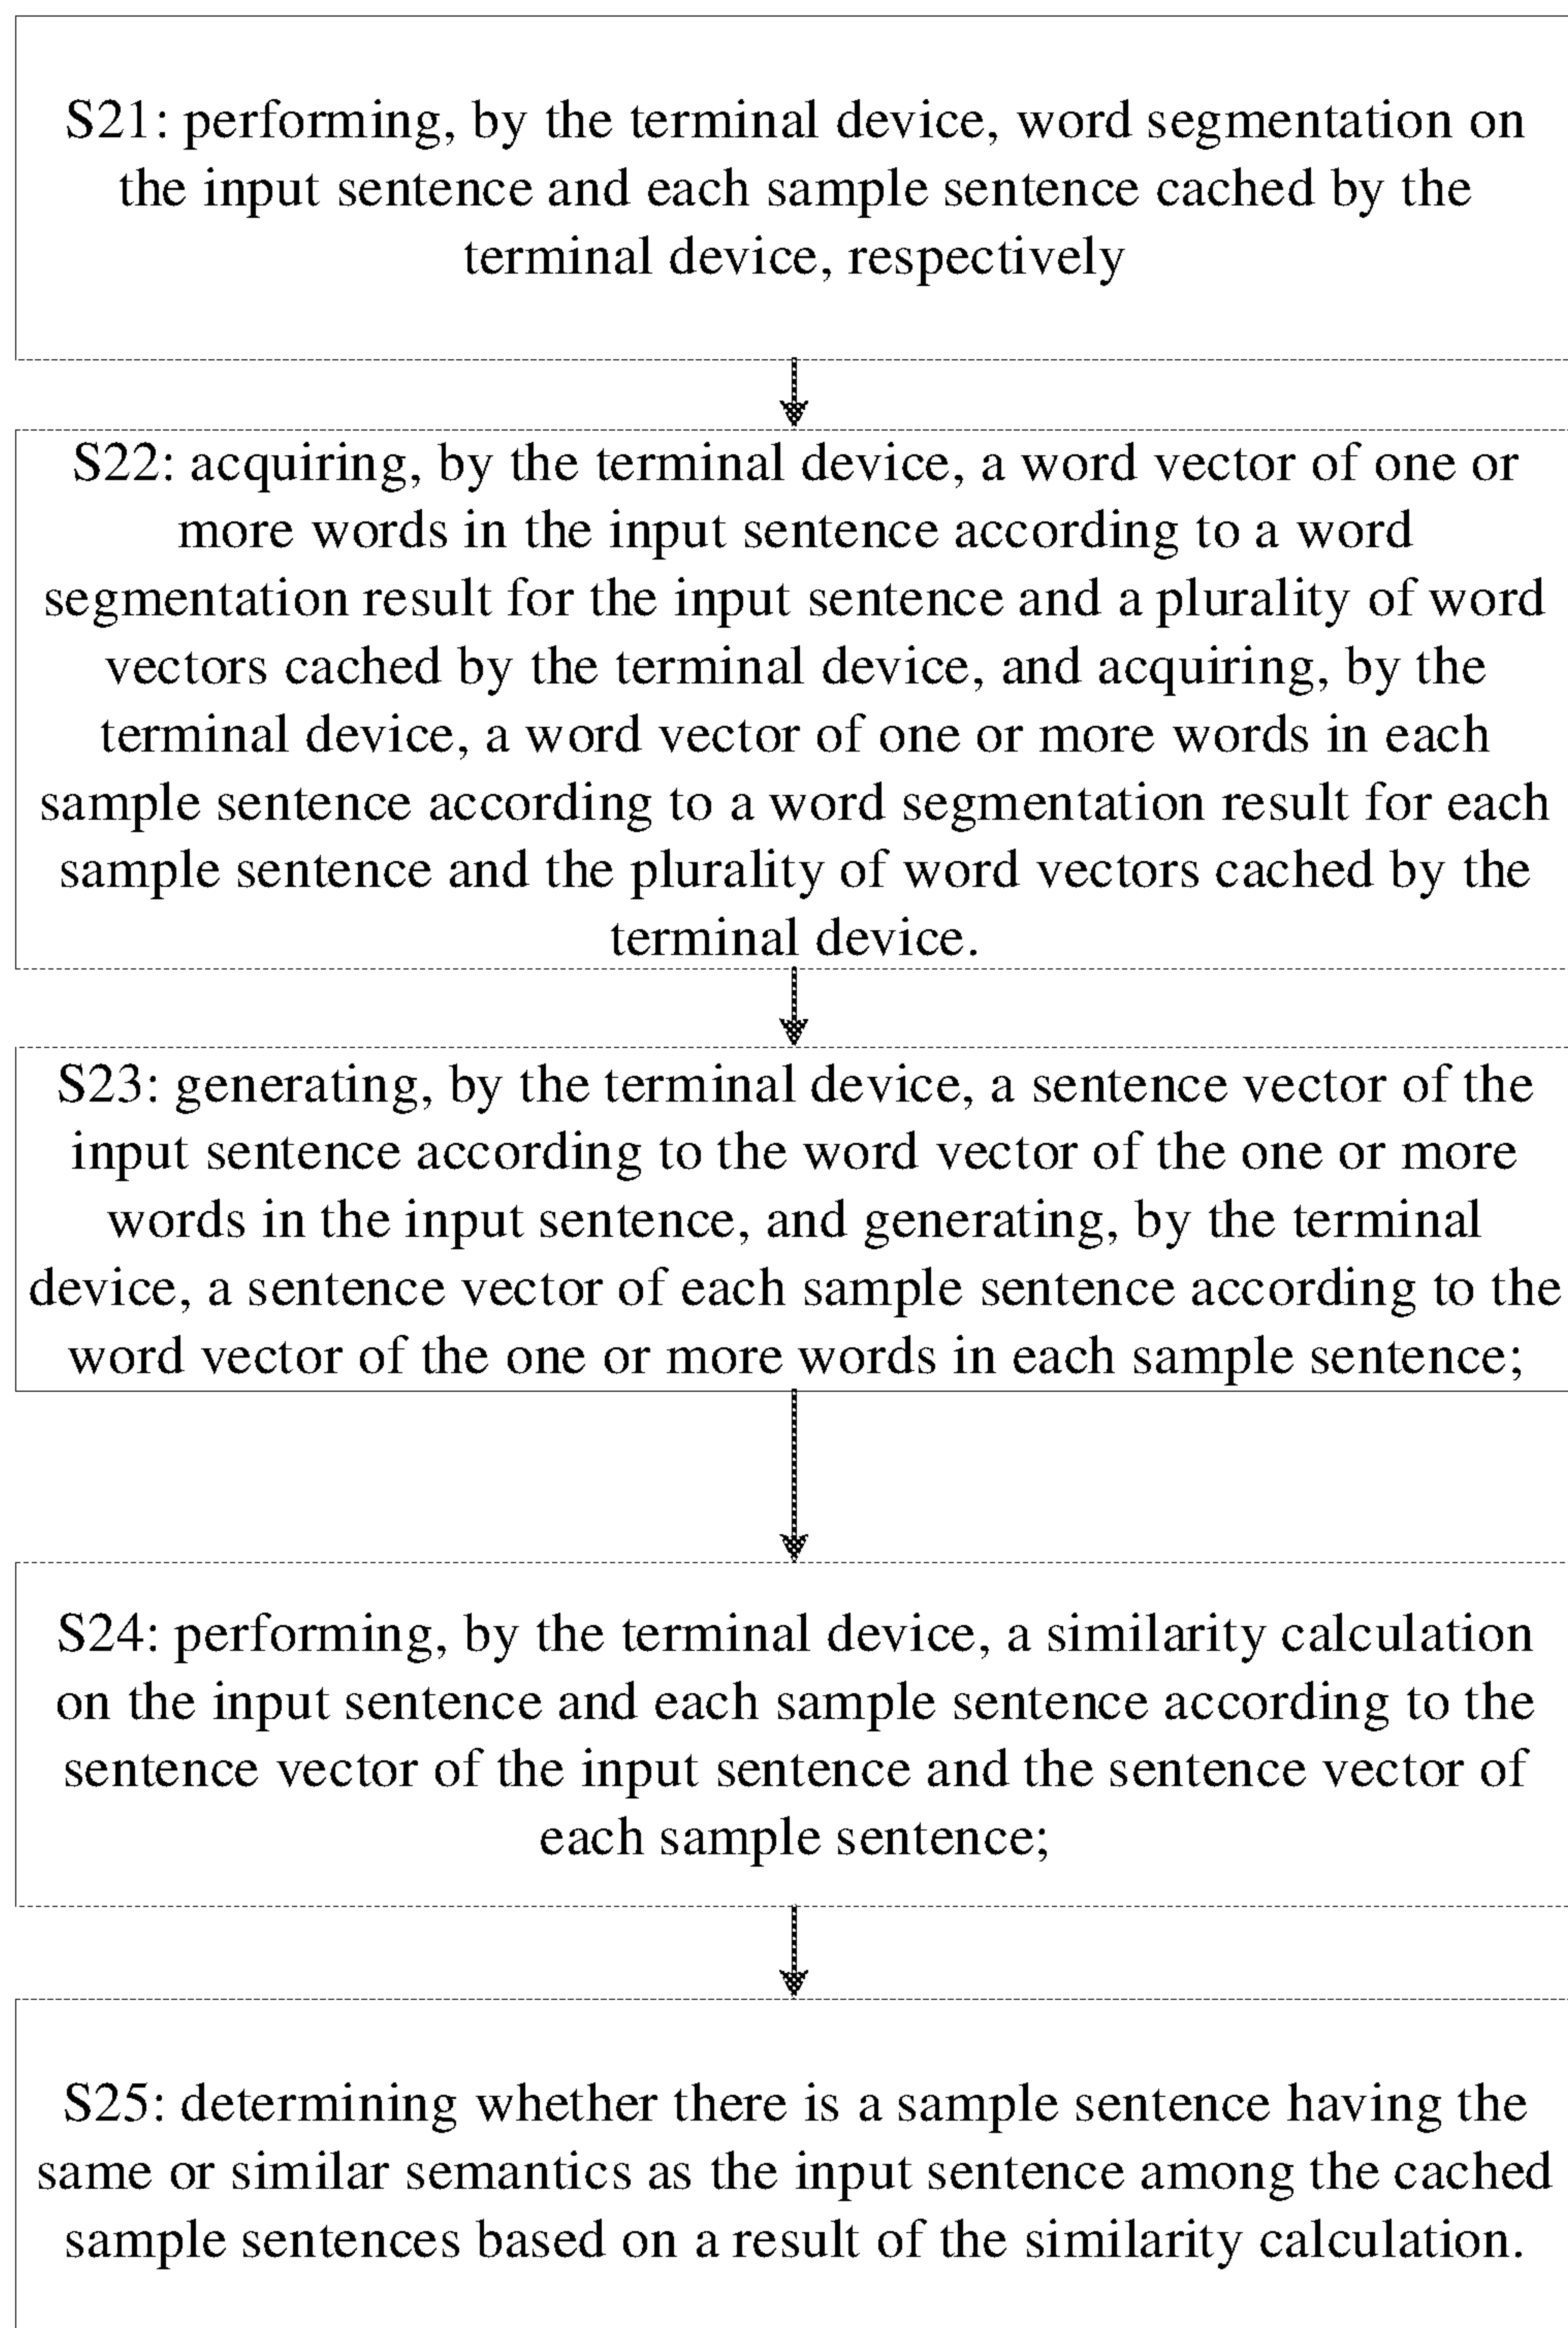 S21: performing, by the terminal device, word segmentation on
the input sentence and each sample sentence cached by the
terminal device, respectively
S22: acquiring, by the terminal device, a word vector of one or
more words in the input sentence according to a word
segmentation result for the input sentence and a plurality of word
vectors cached by the terminal device, and acquiring, by the
terminal device, a word vector of one or more words in each
sample sentence according to a word segmentation result for each
sample sentence and the plurality of word vectors cached by the
terminal device.
S23: generating, by the terminal device, a sentence vector of the
input sentence according to the word vector of the one or more
words in the input sentence, and generating, by the terminal
device, a sentence vector of each sample sentence according to the
word vector of the one or more words in each sample sentence;
S24: performing, by the terminal device, a similarity calculation
on the input sentence and each sample sentence according to the
sentence vector of the input sentence and the sentence vector of
each sample sentence;
S25: determining whether there is a sample sentence having the
same or similar semantics as the input sentence among the cached
sample sentences based on a result of the similarity calculation.